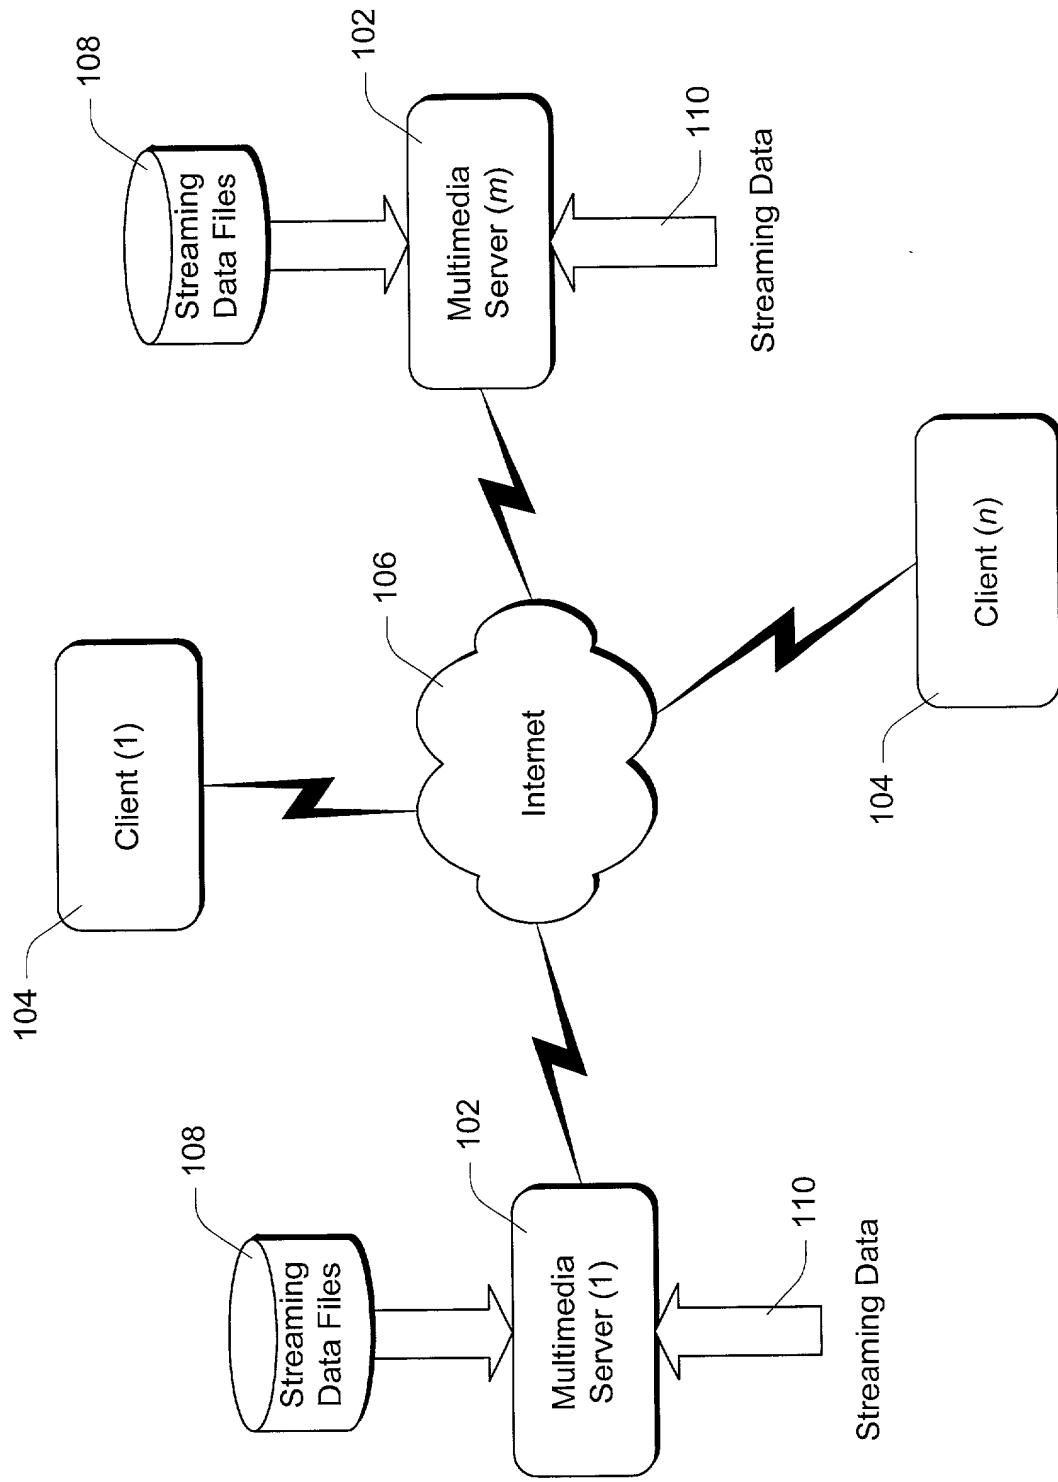 104
Client (1)
108
Streaming
Data Files
102
Multimedia
Server (1)
110
Streaming Data
106
Internet
108
Streaming
Data Files
102
Multimedia
Server (m)
110
Streaming Data
104
Client (n)